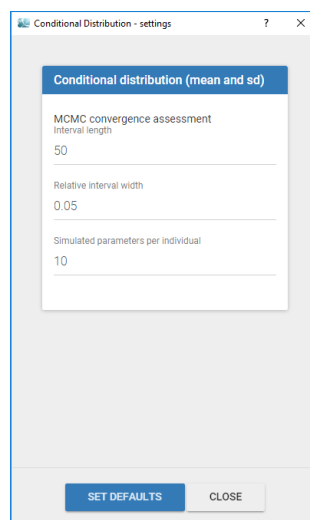 Conditional Distribution - settings ? ×
Conditional distribution (mean and sd)
MCMC convergence assessment
Interval length
50
Relative interval width
0.05
Simulated parameters per individual
10
SET DEFAULTS CLOSE